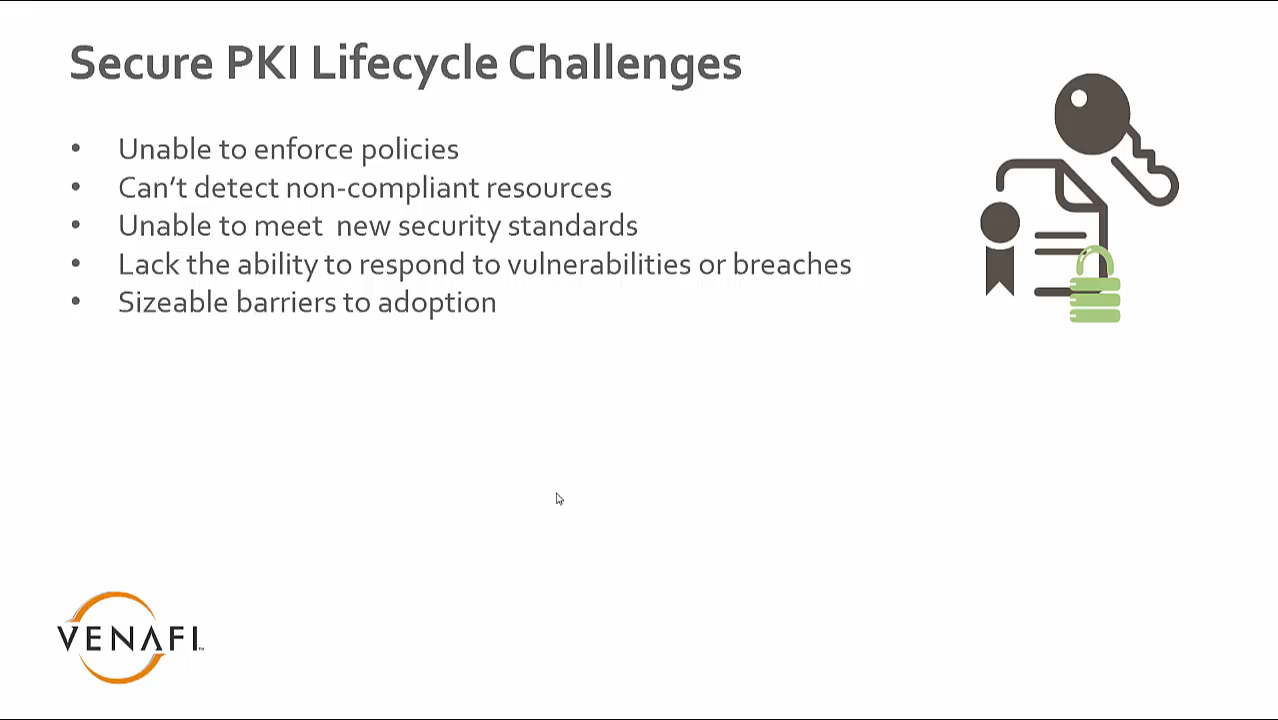 Secure PKI Lifecycle Challenges
• Unable to enforce policies
• Can't detect non-compliant resources
• Unable to meet  new security standards
• Lack the ability to respond to vulnerabilities or breaches
• Sizeable barriers to adoption
VENAFI™